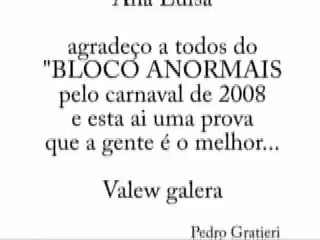 Ana Luisa
agradeço a todos do
"BLOCO ANORMAIS
pelo carnaval de 2008
e esta ai uma prova
que a gente é o melhor...
Valew galera
Pedro Gratieri